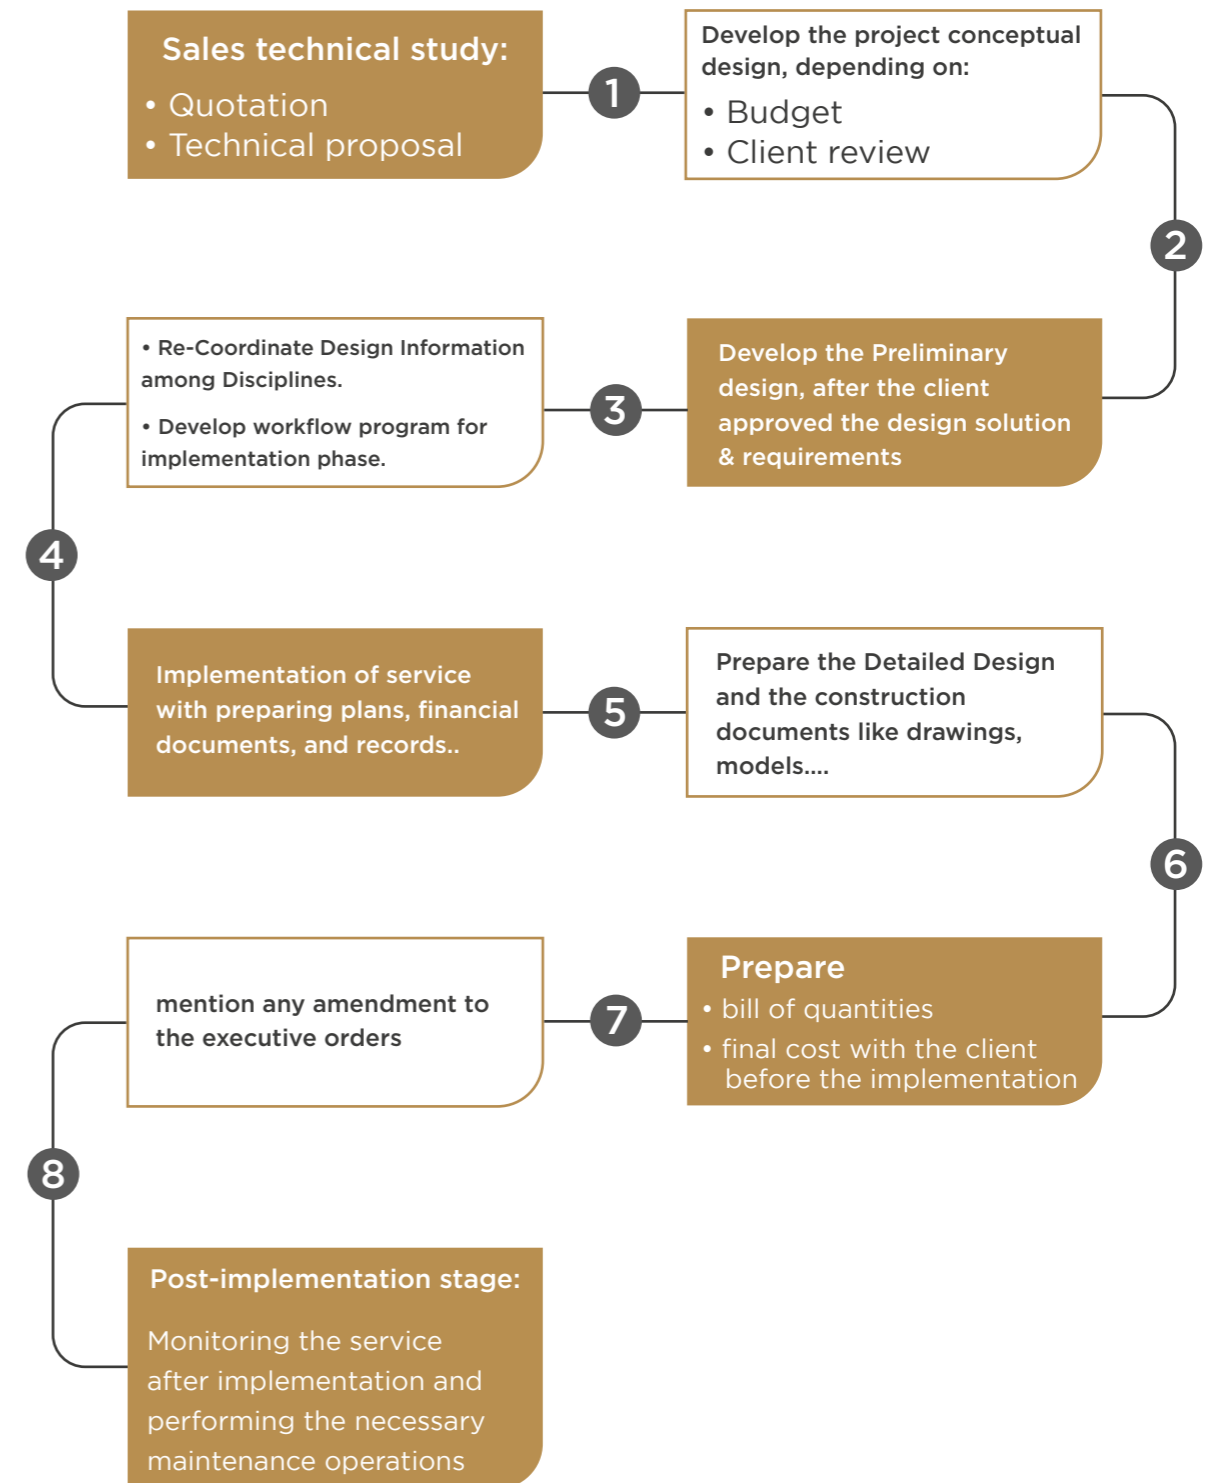 Sales technical study:
• Quotation
• Technical proposal
1
Develop the project conceptual
design, depending on:
• Budget
• Client review
2
Develop the Preliminary
design, after the client
approved the design solution
& requirements
3
• Re-Coordinate Design Information
among Disciplines.
• Develop workflow program for
implementation phase.
4
Implementation of service
with preparing plans, financial
documents, and records..
5
Prepare the Detailed Design
and the construction
documents like drawings,
models....
6
Prepare
• bill of quantities
• final cost with the client
before the implementation
7
mention any amendment to
the executive orders
8
Post-implementation stage:
Monitoring the service
after implementation and
performing the necessary
maintenance operations